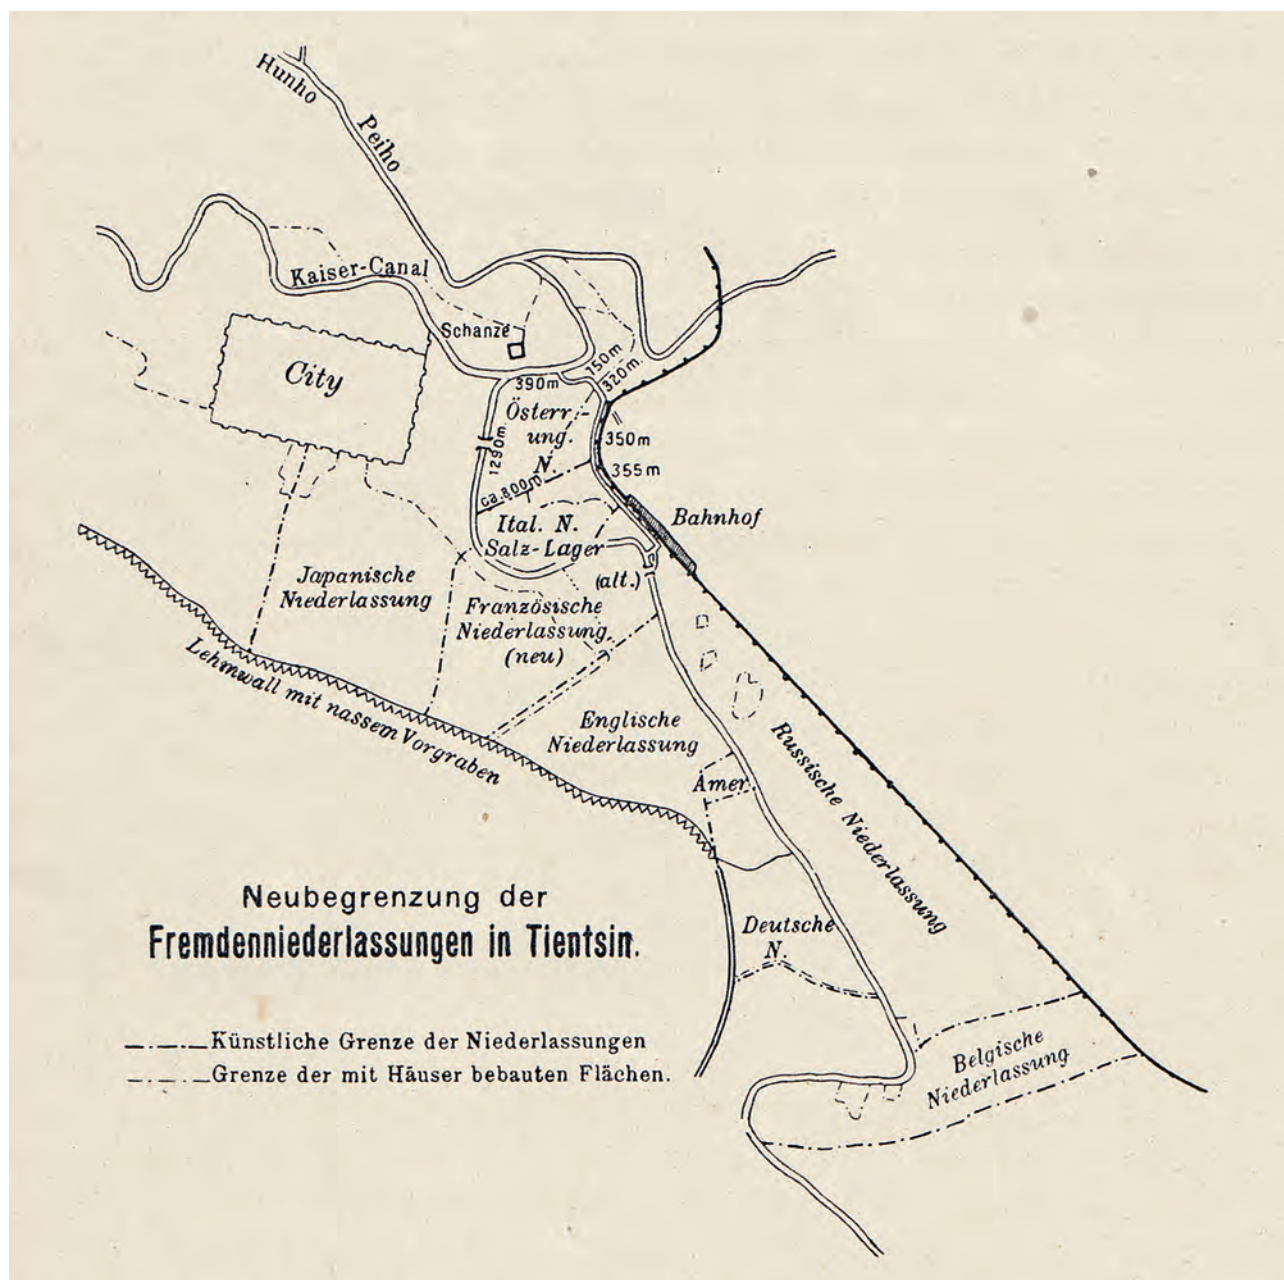 Hunho
Peiho
Kaiser-Canal
Schanze
City
150m
320m.
390m
Österr.-
ung.
N.
1290m
350m
355m
ca.800m
Bahnhof
Ital. N.
Salz-Lager
(alt.)
Japanische
Niederlassung
Französische
Niederlassung
(neu)
Lehmwall mit nassem Vorgraben
Englische
Niederlassung
Amer.
Russische Niederlassung
Deutsche
N.
Belgische
Niederlassung
Neubegrenzung der
Fremdenniederlassungen in Tientsin.
Künstliche Grenze der Niederlassungen
Grenze der mit Häuser bebauten Flächen.